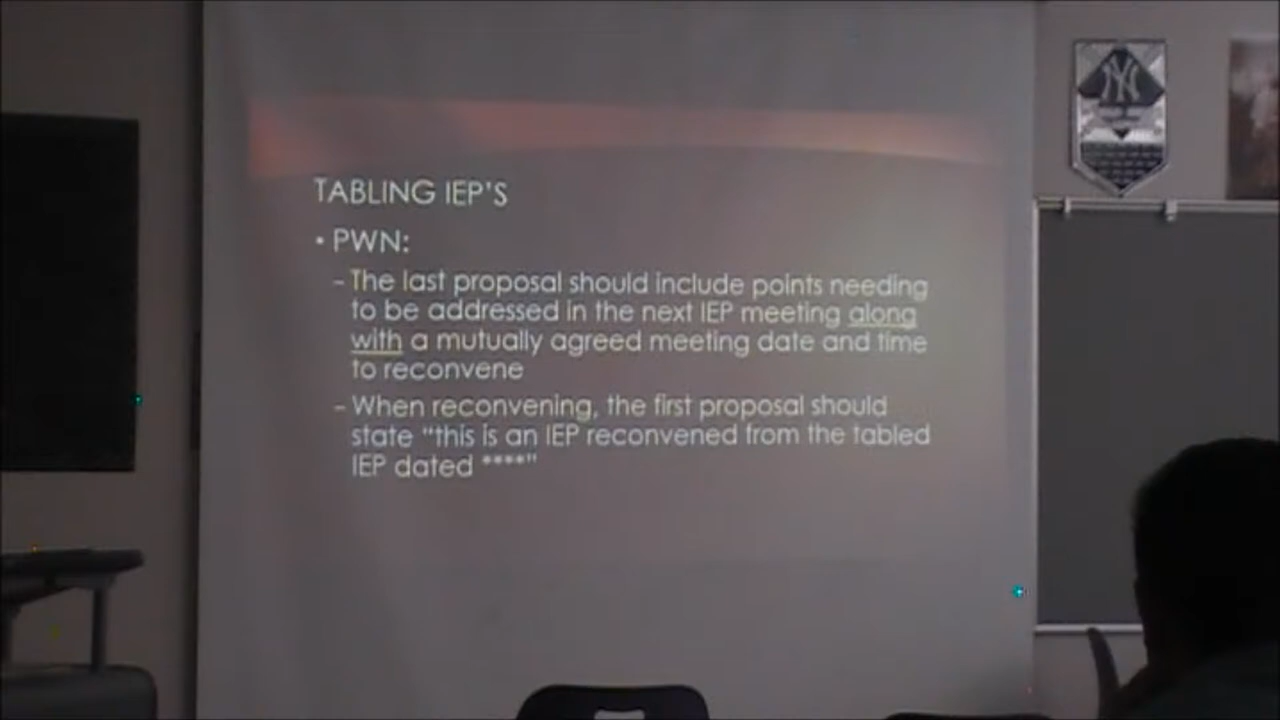 TABLING IEP'S
• PWN:
– The last proposal should include points needing
to be addressed in the next IEP meeting along
with a mutually agreed meeting date and time
to reconvene
– When reconvening, the first proposal should
state “this is an IEP reconvened from the tabled
IEP dated ****”
NY